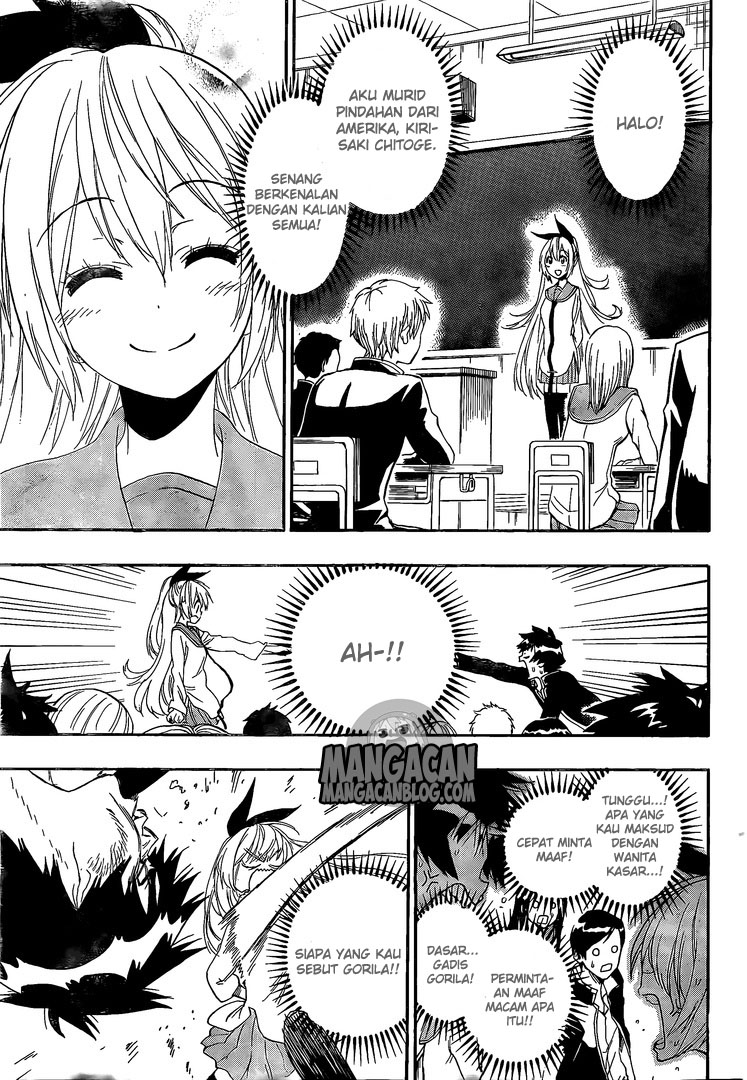 HALO!
AKU MURID
PINDAHAN DARI
AMERIKA, KIRI-
SAKI CHITOGE.
SENANG
BERKENALAN
DENGAN KALIAN
SEMUA!
AH-!!
MANGACAN
MANGACANBLOG.COM
TUNGGU...!
APA YANG
KAU MAKSUD
DENGAN
WANITA
KASAR...!
CEPAT MINTA
MAAF!
DASAR...
GADIS
GORILA!
PERMINTA-
AN MAAF
MACAM APA
ITU!!
SIAPA YANG KAU
SEBUT GORILA!!